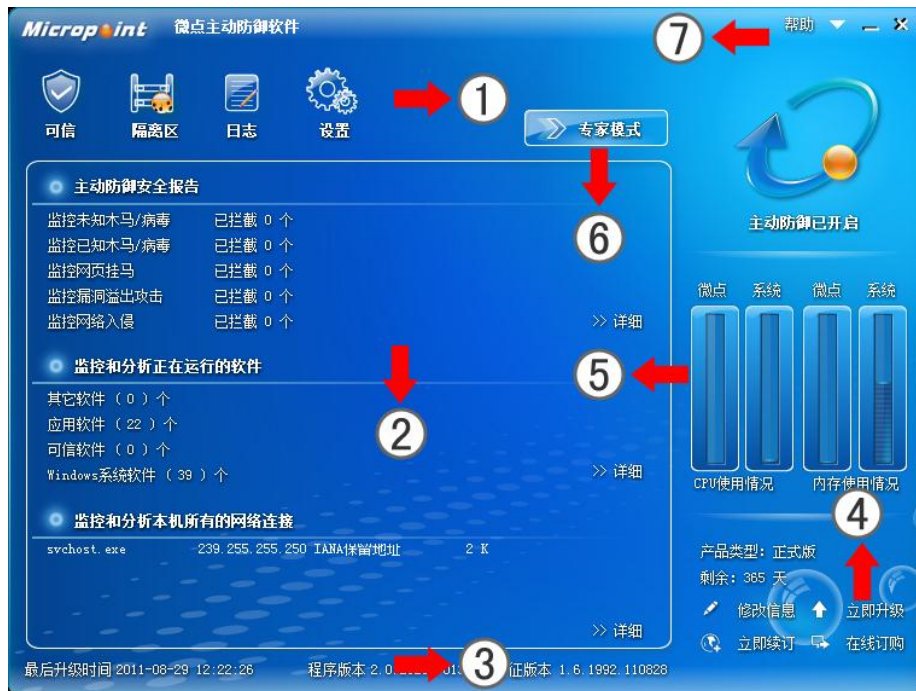 Micropoint 微点主动防御软件
帮助
⑦
可信 隔离区 日志 设置
①
专家模式
⑥
主动防御安全报告
监控未知木马/病毒 已拦截 0 个
监控已知木马/病毒 已拦截 0 个
监控网页挂马 已拦截 0 个
监控漏洞溢出攻击 已拦截 0 个
监控网络入侵 已拦截 0 个
>> 详细
监控和分析正在运行的软件
其它软件 ( 0 ) 个
应用软件 ( 22 ) 个
可信软件 ( 0 ) 个
Windows系统软件 ( 39 ) 个
>> 详细
②
监控和分析本机所有的网络连接
svchost.exe 239.255.255.250 IANA保留地址 2 K
>> 详细
主动防御已开启
微点 系统 微点 系统
⑤
CPU使用情况 内存使用情况
④
产品类型：正式版
剩余：365 天
修改信息 立即升级
立即续订 在线订购
最后升级时间 2011-08-29 12:22:26 程序版本 2.0. ③ 征版本 1.6.1992.110828